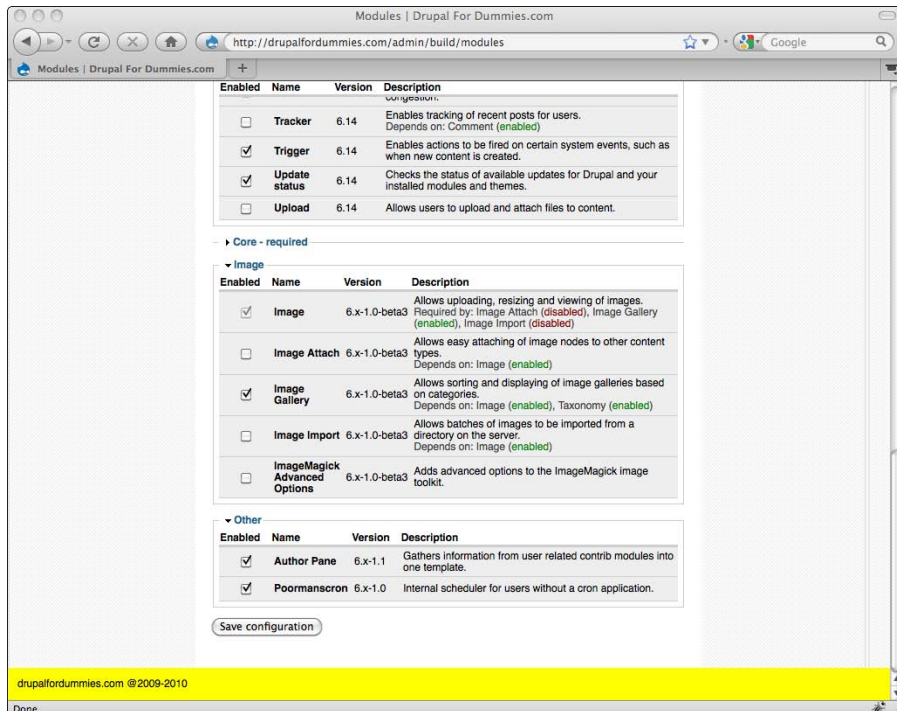 Modules | Drupal For Dummies.com
http://drupalfordummies.com/admin/build/modules
Google
Modules | Drupal For Dummies.com
+
Enabled Name Version Description
congestion.
Tracker 6.14 Enables tracking of recent posts for users.
Depends on: Comment (enabled)
Trigger 6.14 Enables actions to be fired on certain system events, such as
when new content is created.
Update
status 6.14 Checks the status of available updates for Drupal and your
installed modules and themes.
Upload 6.14 Allows users to upload and attach files to content.
Core - required
Image
Enabled Name Version Description
Image 6.x-1.0-beta3 Allows uploading, resizing and viewing of images.
Required by: Image Attach (disabled), Image Gallery
(enabled), Image Import (disabled)
Image Attach 6.x-1.0-beta3 Allows easy attaching of image nodes to other content
types.
Depends on: Image (enabled)
Image
Gallery 6.x-1.0-beta3 Allows sorting and displaying of image galleries based
on categories.
Depends on: Image (enabled), Taxonomy (enabled)
Image Import 6.x-1.0-beta3 Allows batches of images to be imported from a
directory on the server.
Depends on: Image (enabled)
ImageMagick
Advanced
Options 6.x-1.0-beta3 Adds advanced options to the ImageMagick image
toolkit.
Other
Enabled Name Version Description
Author Pane 6.x-1.1 Gathers information from user related contrib modules into
one template.
Poormanscron 6.x-1.0 Internal scheduler for users without a cron application.
Save configuration
drupalfordummies.com @2009-2010
Done